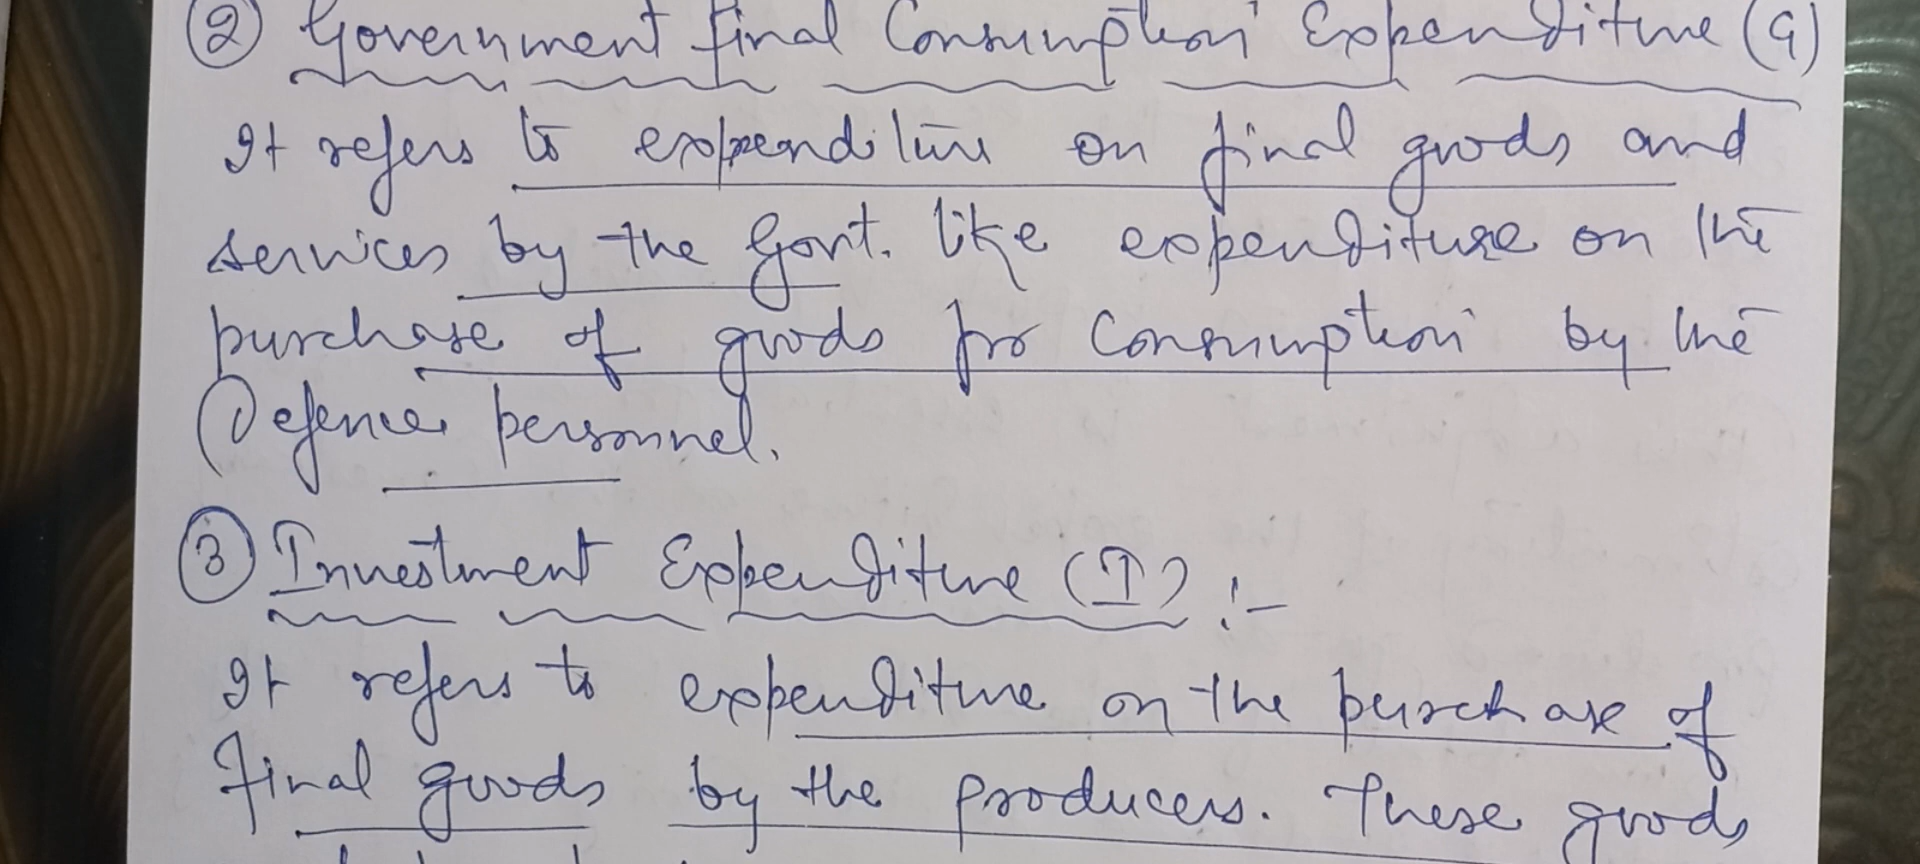 (2) Government final Consumption Expenditure (G)
It refers to expenditure on final goods and
services by the Govt. like expenditure on the
purchase of goods for Consumption by the
Defence personnel.
(3) Investment Expenditure (I) :-
It refers to expenditure on the purchase of
Final goods by the producers. These goods